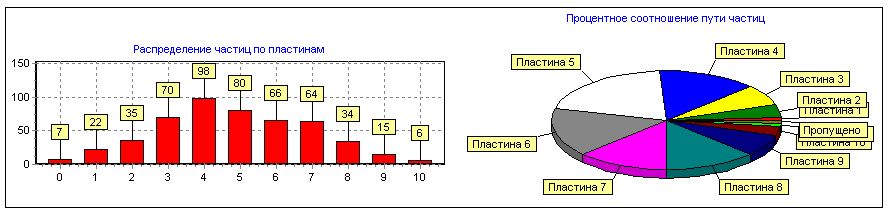 Процентное соотношение пути частиц
Распределение частиц по пластинам
150
100
50
0
7
22
35
70
98
80
66
64
34
15
6
0 1 2 3 4 5 6 7 8 9 10
Пластина 4
Пластина 5
Пластина 3
Пластина 2
Пластина 1
Пропущено
Пластина 10
Пластина 6
Пластина 9
Пластина 7
Пластина 8